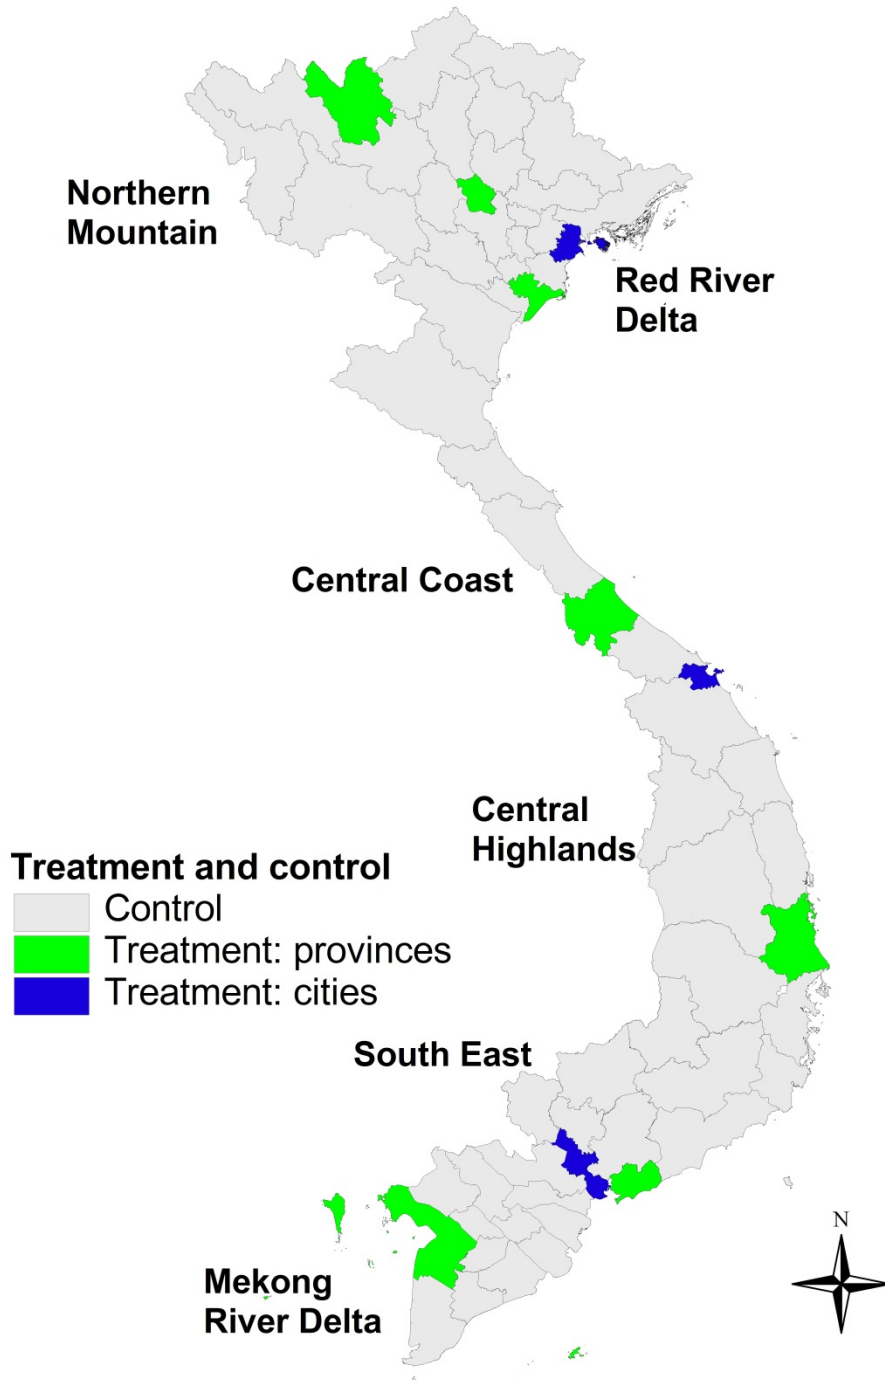 Northern
Mountain
Red River
Delta
Central Coast
Central
Highlands
Treatment and control
Control
Treatment: provinces
Treatment: cities
South East
N
Mekong
River Delta